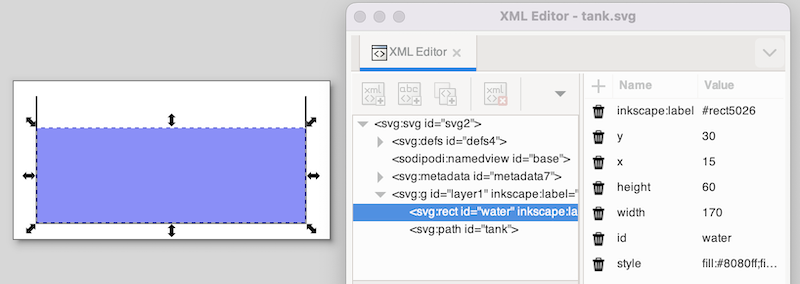 XML Editor - tank.svg
XML Editor
xml
abc
xml
Name Value
inkscape:label #rect5026
y 30
x 15
height 60
width 170
id water
style fill:#8080ff;fi...
<svg:svg id="svg2">
<svg:defs id="defs4">
<sodipodi:namedview id="base">
<svg:metadata id="metadata7">
<svg:g id="layer1" inkscape:label="
<svg:rect id="water" inkscape:la
<svg:path id="tank">